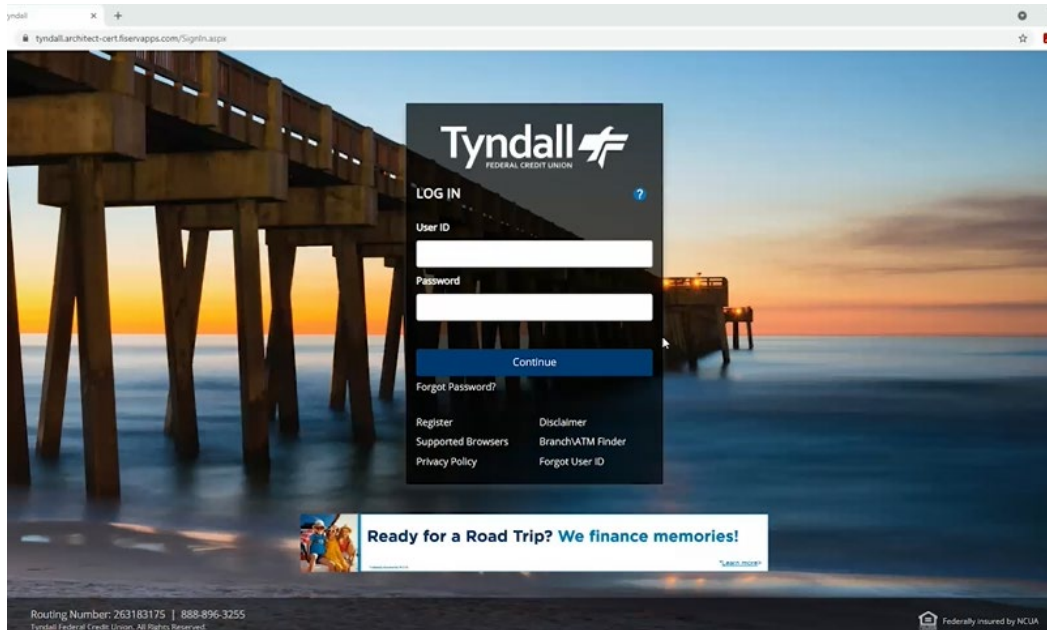 yndall
tyndall.architect-cert.fiservapps.com/SignIn.aspx
Tyndall
FEDERAL CREDIT UNION
LOG IN
?
User ID
Password
Continue
Forgot Password?
Register Disclaimer
Supported Browsers Branch\ATM Finder
Privacy Policy Forgot User ID
Ready for a Road Trip? We finance memories!
*Learn more>
Routing Number: 263183175 | 888-896-3255
Tyndall Federal Credit Union. All Rights Reserved.
Federally insured by NCUA